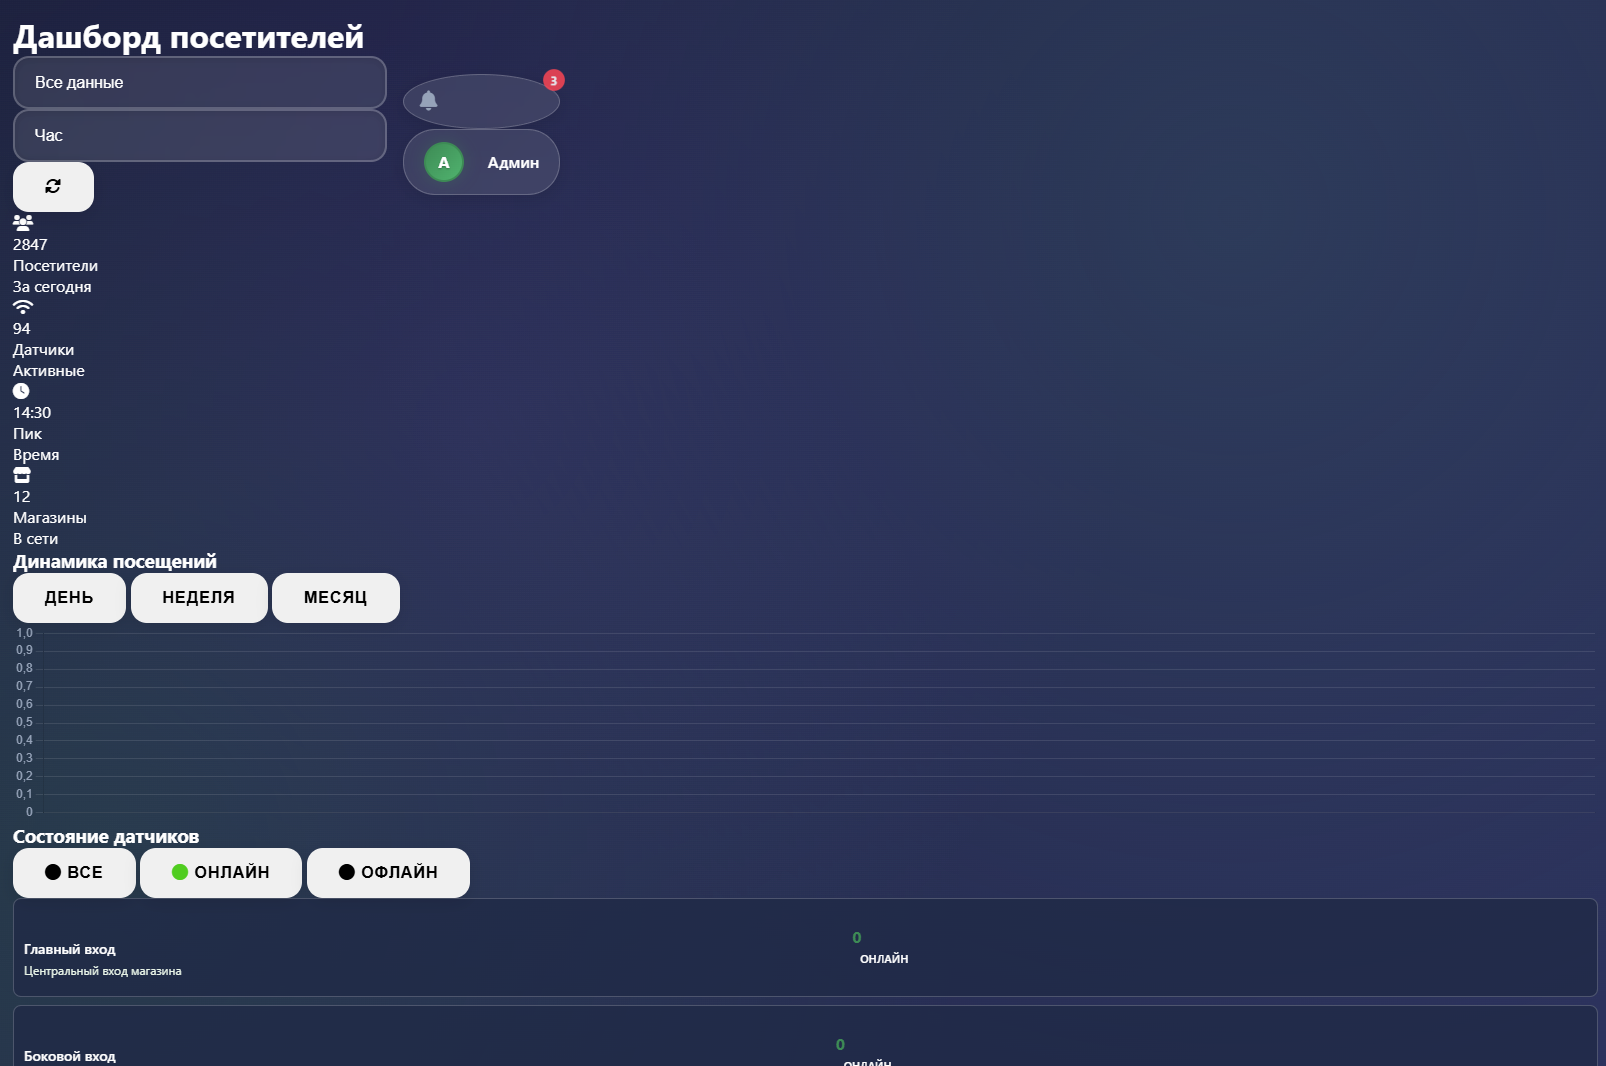 Дашборд посетителей
Все данные
3
Час
А Админ
2847
Посетители
За сегодня
94
Датчики
Активные
14:30
Пик
Время
12
Магазины
В сети
Динамика посещений
ДЕНЬ НЕДЕЛЯ МЕСЯЦ
1,0
0,9
0,8
0,7
0,6
0,5
0,4
0,3
0,2
0,1
0
Состояние датчиков
ВСЕ ОНЛАЙН ОФЛАЙН
0
Главный вход
ОНЛАЙН
Центральный вход магазина
0
Боковой вход
ОНЛАЙН